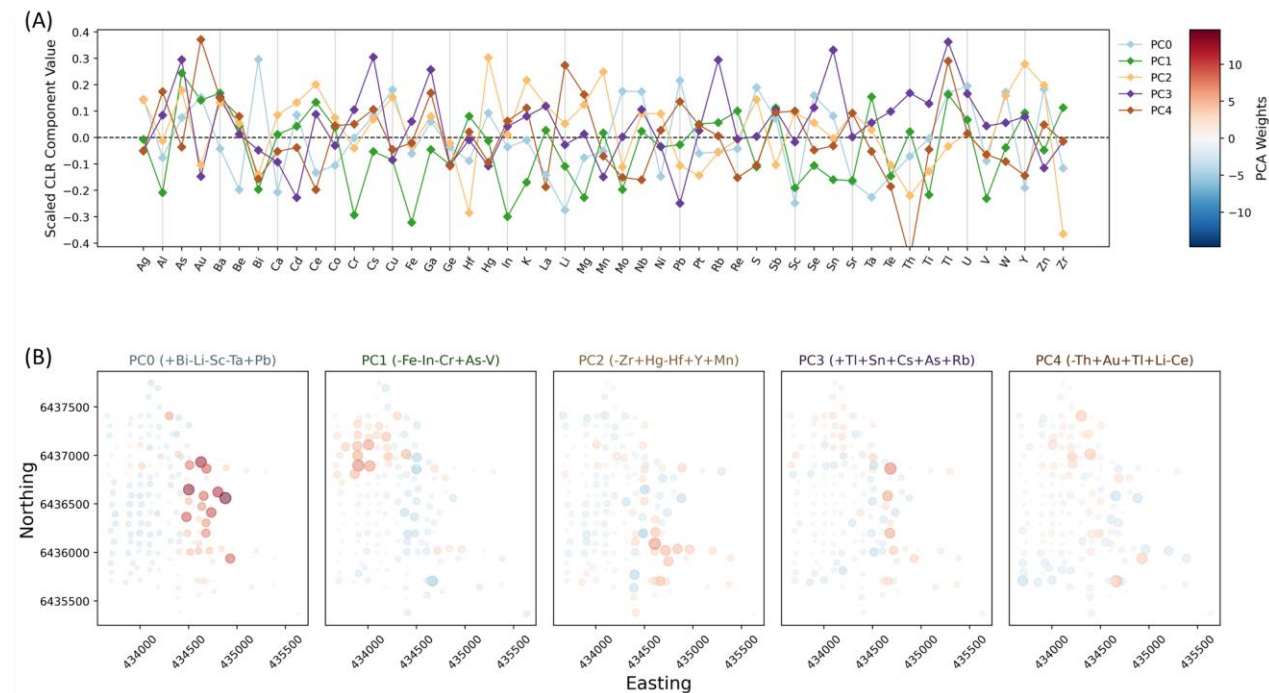 (A)
0.4
0.3
0.2
0.1
0.0
−0.1
−0.2
−0.3
−0.4
Scaled CLR Component Value
Ag Al As Au Ba Be Bi Ca Cd Ce Co Cr Cs Cu Fe Ga Ge Hf Hg In K La Li Mg Mn Mo Nb Ni Pb Pt Rb Re S Sb Sc Se Sn Sr Ta Te Th Ti Tl U V W Y Zn Zr
PC0
PC1
PC2
PC3
PC4
10
5
0
−5
−10
PCA Weights
(B)
PC0 (+Bi-Li-Sc-Ta+Pb) PC1 (-Fe-In-Cr+As-V) PC2 (-Zr+Hg-Hf+Y+Mn) PC3 (+Tl+Sn+Cs+As+Rb) PC4 (-Th+Au+Tl+Li-Ce)
6437500
6437000
6436500
6436000
6435500
Northing
434000 434500 435000 435500 434000 434500 435000 435500 434000 434500 435000 435500 434000 434500 435000 435500 434000 434500 435000 435500
Easting